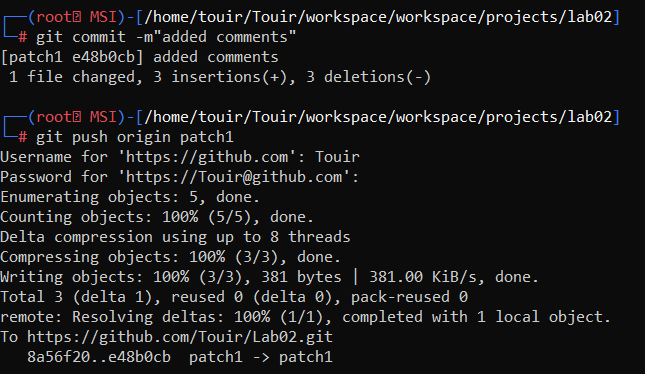 ┌──(root㉿ MSI)-[/home/touir/Touir/workspace/workspace/projects/lab02]
└─# git commit -m"added comments"
[patch1 e48b0cb] added comments
 1 file changed, 3 insertions(+), 3 deletions(-)
┌──(root㉿ MSI)-[/home/touir/Touir/workspace/workspace/projects/lab02]
└─# git push origin patch1
Username for 'https://github.com': Touir
Password for 'https://Touir@github.com':
Enumerating objects: 5, done.
Counting objects: 100% (5/5), done.
Delta compression using up to 8 threads
Compressing objects: 100% (3/3), done.
Writing objects: 100% (3/3), 381 bytes | 381.00 KiB/s, done.
Total 3 (delta 1), reused 0 (delta 0), pack-reused 0
remote: Resolving deltas: 100% (1/1), completed with 1 local object.
To https://github.com/Touir/Lab02.git
   8a56f20..e48b0cb  patch1 -> patch1